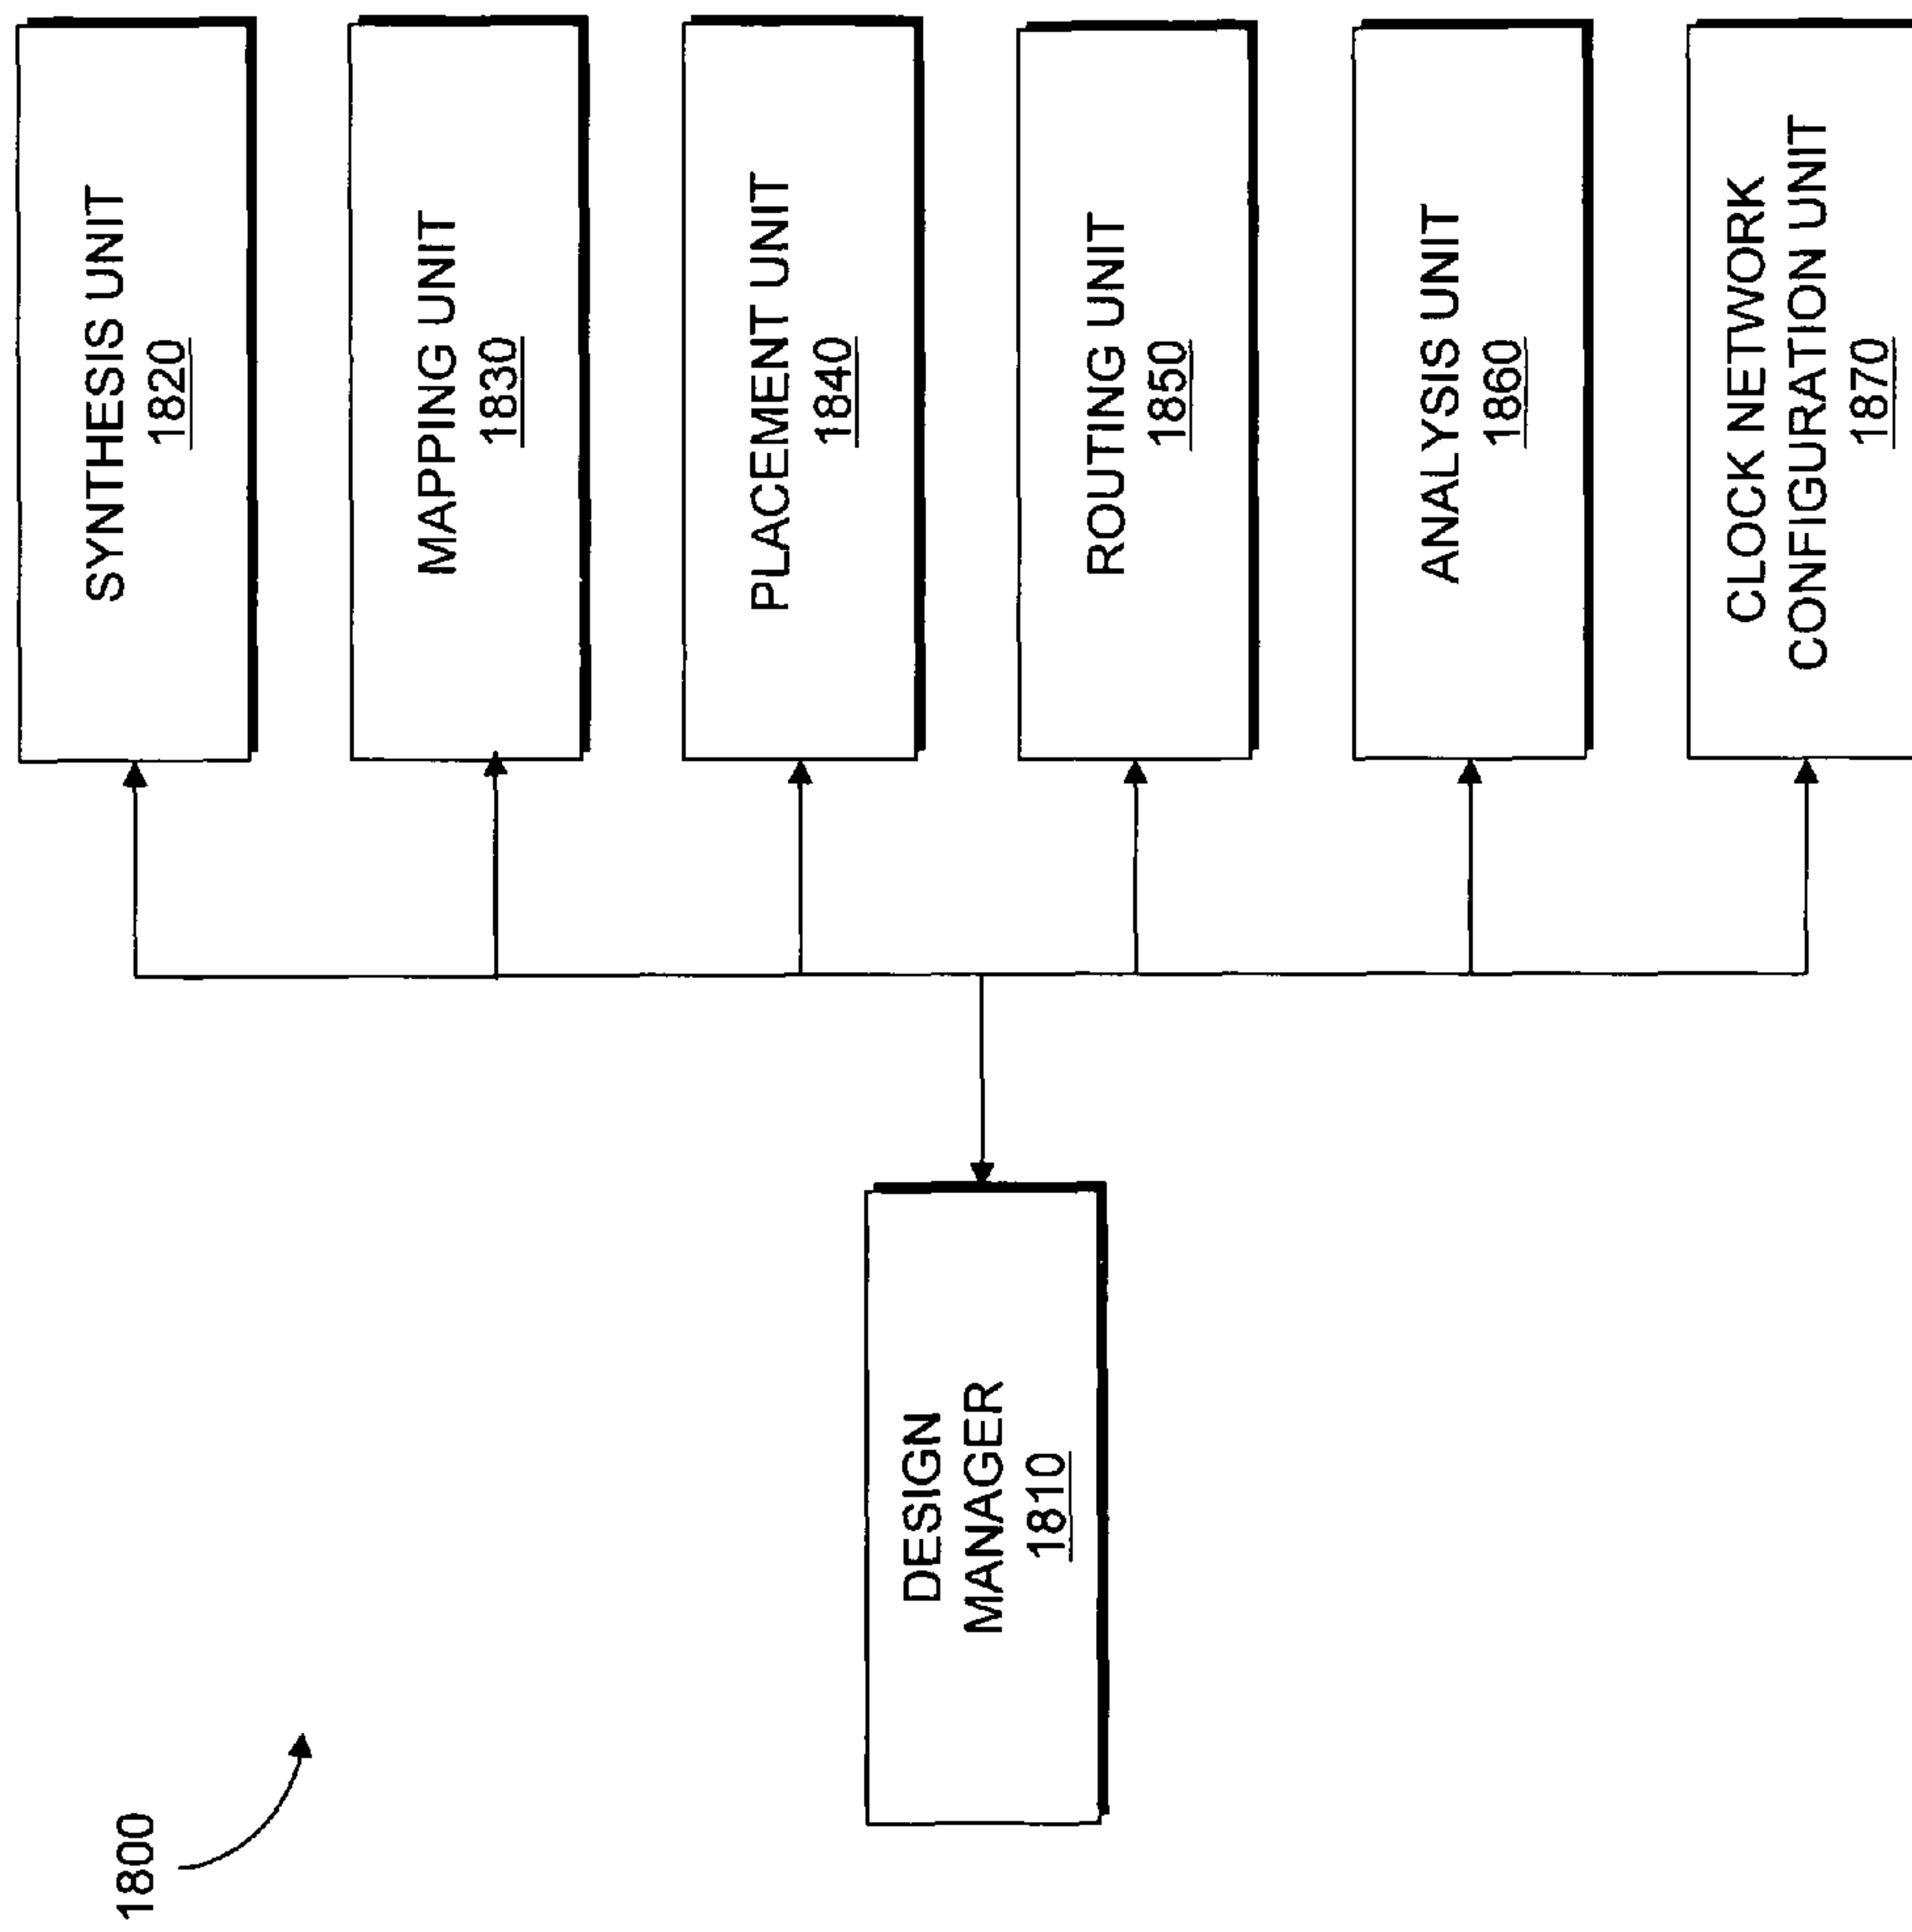 1800
DESIGN
MANAGER
1810
SYNTHESIS UNIT
1820
MAPPING UNIT
1830
PLACEMENT UNIT
1840
ROUTING UNIT
1850
ANALYSIS UNIT
1860
CLOCK NETWORK
CONFIGURATION UNIT
1870